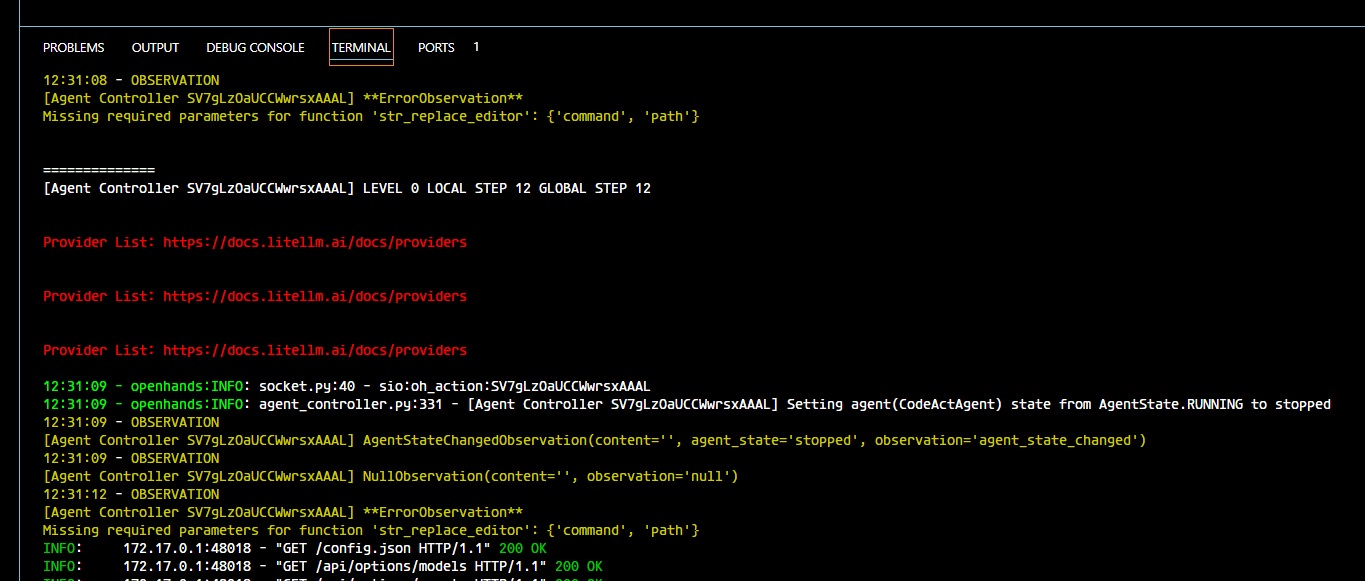 PROBLEMS OUTPUT DEBUG CONSOLE TERMINAL PORTS 1
12:31:08 - OBSERVATION
[Agent Controller SV7gLzOaUCCWwrsxAAAL] **ErrorObservation**
Missing required parameters for function 'str_replace_editor': {'command', 'path'}
==============
[Agent Controller SV7gLzOaUCCWwrsxAAAL] LEVEL 0 LOCAL STEP 12 GLOBAL STEP 12
Provider List: https://docs.litellm.ai/docs/providers
Provider List: https://docs.litellm.ai/docs/providers
Provider List: https://docs.litellm.ai/docs/providers
12:31:09 - openhands:INFO: socket.py:40 - sio:oh_action:SV7gLzOaUCCWwrsxAAAL
12:31:09 - openhands:INFO: agent_controller.py:331 - [Agent Controller SV7gLzOaUCCWwrsxAAAL] Setting agent(CodeActAgent) state from AgentState.RUNNING to stopped
12:31:09 - OBSERVATION
[Agent Controller SV7gLzOaUCCWwrsxAAAL] AgentStateChangedObservation(content='', agent_state='stopped', observation='agent_state_changed')
12:31:09 - OBSERVATION
[Agent Controller SV7gLzOaUCCWwrsxAAAL] NullObservation(content='', observation='null')
12:31:12 - OBSERVATION
[Agent Controller SV7gLzOaUCCWwrsxAAAL] **ErrorObservation**
Missing required parameters for function 'str_replace_editor': {'command', 'path'}
INFO: 172.17.0.1:48018 - "GET /config.json HTTP/1.1" 200 OK
INFO: 172.17.0.1:48018 - "GET /api/options/models HTTP/1.1" 200 OK